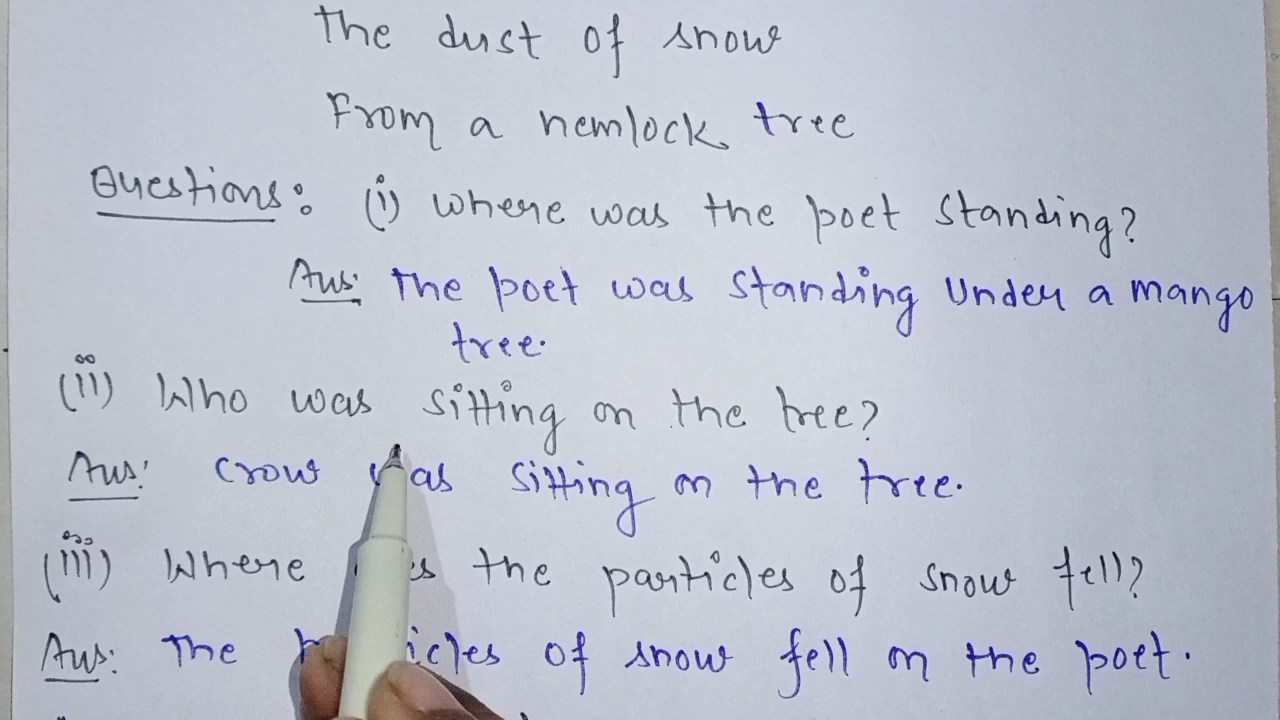 The dust of snow
From a hemlock tree
Questions: (i) where was the poet standing?
Ans: The poet was standing Under a mango
tree.
(ii) Who was sitting on the tree?
Ans: Crow was sitting on the tree.
(iii) Where the particles of snow fell?
Ans: The of snow fell on the poet.